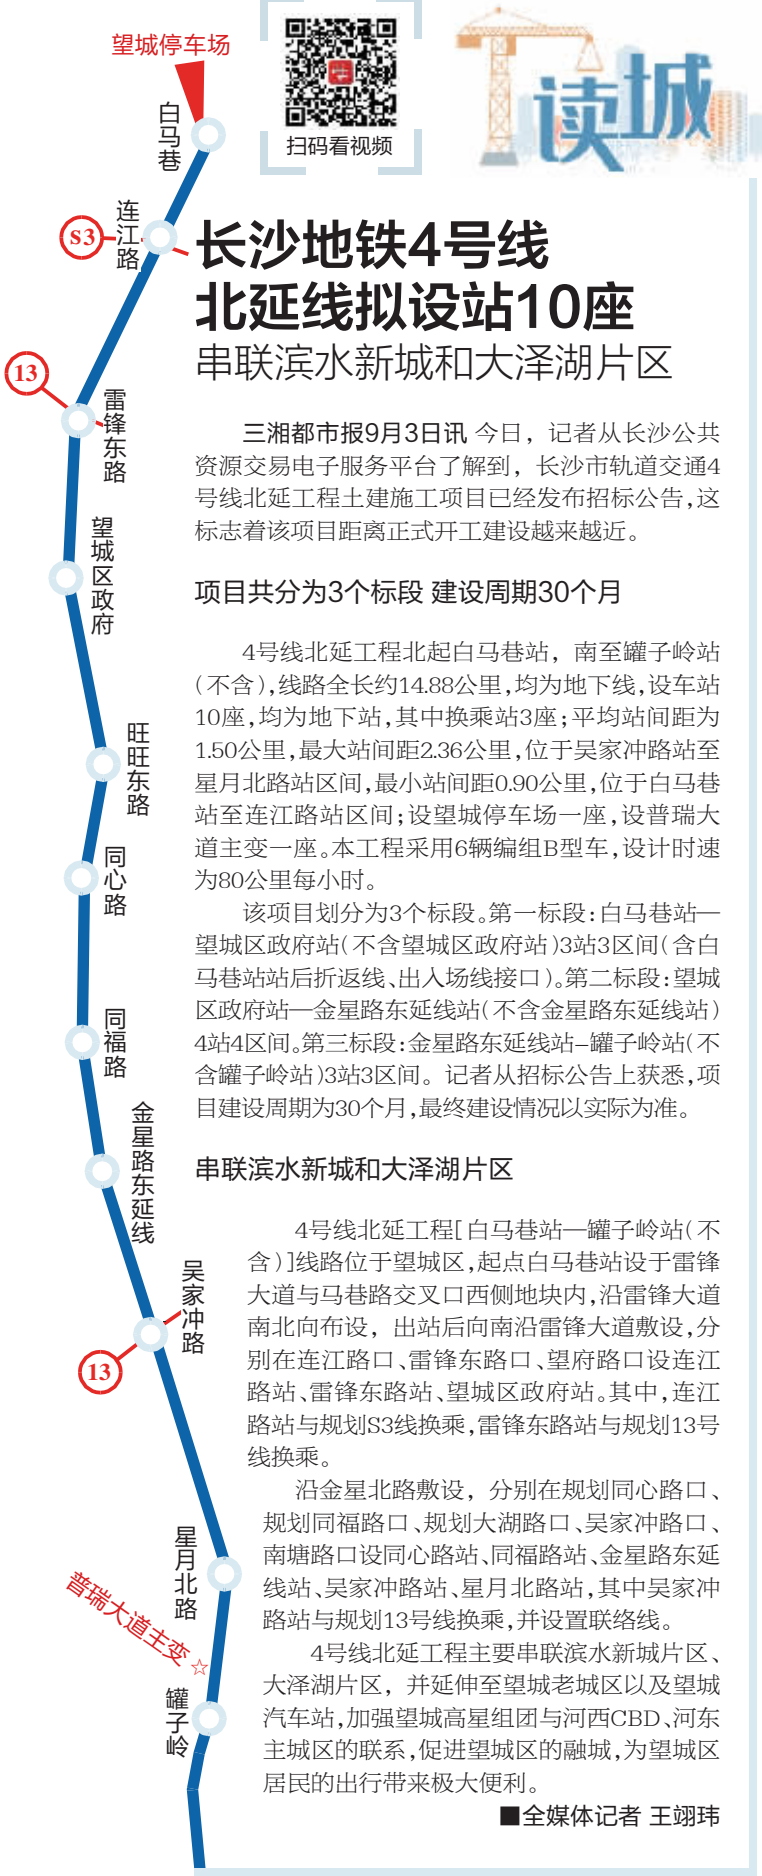 望城停车场
白马巷
连江路
S3
13
雷锋东路
望城区政府
旺旺东路
同心路
同福路
金星路东延线
吴家冲路
13
星月北路
普瑞大道主变
罐子岭
扫码看视频
读城
长沙地铁4号线
北延线拟设站10座
串联滨水新城和大泽湖片区
三湘都市报9月3日讯 今日，记者从长沙公共
资源交易电子服务平台了解到，长沙市轨道交通4
号线北延工程土建施工项目已经发布招标公告，这
标志着该项目距离正式开工建设越来越近。
项目共分为3个标段 建设周期30个月
4号线北延工程北起白马巷站，南至罐子岭站
（不含），线路全长约14.88公里，均为地下线，设车站
10座，均为地下站，其中换乘站3座；平均站间距为
1.50公里，最大站间距2.36公里，位于吴家冲路站至
星月北路站区间，最小站间距0.90公里，位于白马巷
站至连江路站区间；设望城停车场一座，设普瑞大
道主变一座。本工程采用6辆编组B型车，设计时速
为80公里每小时。
该项目划分为3个标段。第一标段：白马巷站—
望城区政府站（不含望城区政府站）3站3区间（含白
马巷站站后折返线、出入场线接口）。第二标段：望城
区政府站—金星路东延线站（不含金星路东延线站）
4站4区间。第三标段：金星路东延线站–罐子岭站（不
含罐子岭站）3站3区间。记者从招标公告上获悉，项
目建设周期为30个月，最终建设情况以实际为准。
串联滨水新城和大泽湖片区
4号线北延工程[白马巷站—罐子岭站（不
含）]线路位于望城区，起点白马巷站设于雷锋
大道与马巷路交叉口西侧地块内，沿雷锋大道
南北向布设，出站后向南沿雷锋大道敷设，分
别在连江路口、雷锋东路口、望府路口设连江
路站、雷锋东路站、望城区政府站。其中，连江
路站与规划S3线换乘，雷锋东路站与规划13号
线换乘。
沿金星北路敷设，分别在规划同心路口、
规划同福路口、规划大湖路口、吴家冲路口、
南塘路口设同心路站、同福路站、金星路东延
线站、吴家冲路站、星月北路站，其中吴家冲
路站与规划13号线换乘，并设置联络线。
4号线北延工程主要串联滨水新城片区、
大泽湖片区，并延伸至望城老城区以及望城
汽车站，加强望城高星组团与河西CBD、河东
主城区的联系，促进望城区的融城，为望城区
居民的出行带来极大便利。
■全媒体记者 王翊玮